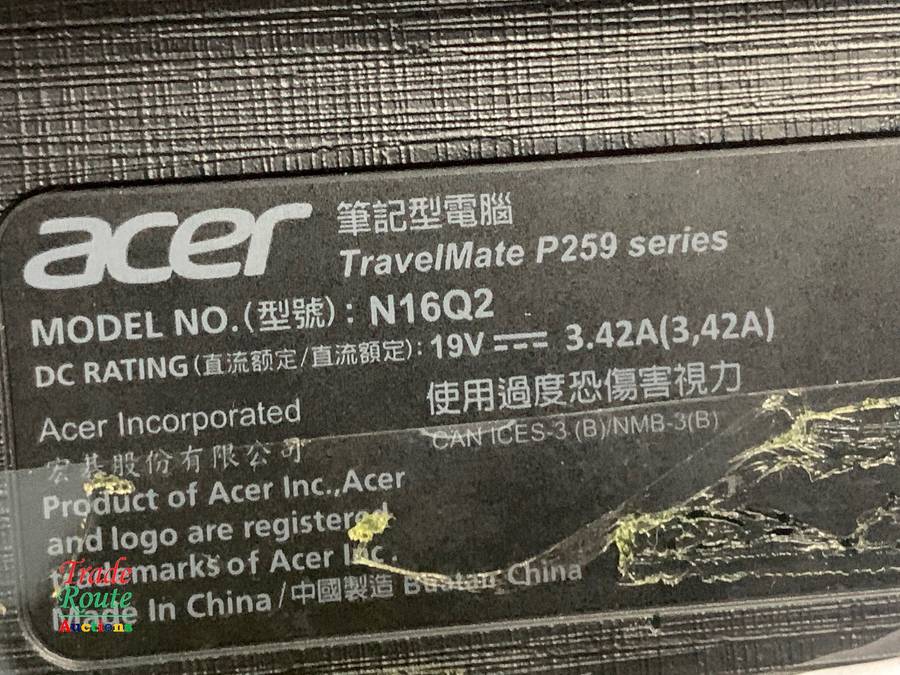 acer
筆記型電腦
TravelMate P259 series
MODEL NO.(型號): N16Q2
DC RATING(直流额定/直流額定): 19V ⎓ 3.42A(3,42A)
使用過度恐傷害視力
Acer Incorporated
CAN ICES-3 (B)/NMB-3(B)
宏碁股份有限公司
Product of Acer Inc.,Acer
and logo are registered
trademarks of Acer Inc.
Made In China/中國製造 Buatan China
Trade
Route
Auctions